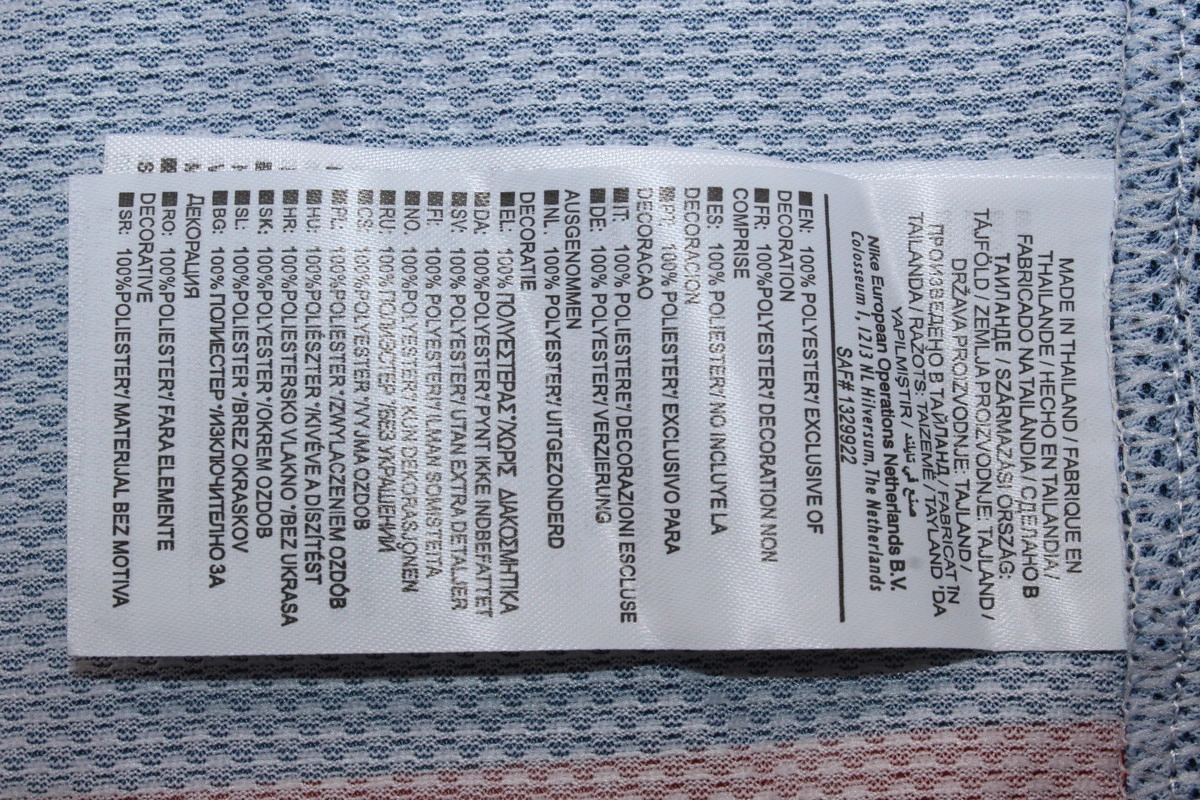 MADE IN THAILAND / FABRIQUE EN
THAILANDE / HECHO EN TAILANDIA /
FABRICADO NA TAILÂNDIA / СДЕЛАНО В
ТАИЛАНДЕ / SZÁRMAZÁSI ORSZÁG:
TÁJFÖLD / ZEMLJA PROIZVODNJE: TAJLAND /
DRŽAVA PROIZVODNJE: TAJLAND /
ПРОИЗВЕДЕНО В ТАЙЛАНД / FABRICAT ÎN
TAILANDA / RAŽOTS: TAIZEMĒ / TAYLAND 'DA
YAPILMIŞTIR / صنع في تايلاند
Nike European Operations Netherlands B.V.
Colosseum 1, 1213 NL Hilversum, The Netherlands
SAF# 1329922
EN: 100% POLYESTER* EXCLUSIVE OF
DECORATION
FR: 100%POLYESTER* DECORATION NON
COMPRISE
ES: 100% POLIESTER* NO INCLUYE LA
DECORACION
PT: 100%POLIESTER* EXCLUSIVO PARA
DECORACAO
IT: 100% POLIESTERE* DECORAZIONI ESCLUSE
DE: 100% POLYESTER* VERZIERUNG
AUSGENOMMEN
NL: 100% POLYESTER* UITGEZONDERD
DECORATIE
EL: 100% ΠΟΛΥΕΣΤΕΡΑΣ *ΧΩΡΙΣ ΔΙΑΚΟΣΜΗΤΙΚΑ
DA: 100%POLYESTER* PYNT IKKE INDBEFATTET
SV: 100% POLYESTER* UTAN EXTRA DETALJER
FI: 100% POLYESTERI* ILMAN SOMISTEITA
NO: 100% POLYESTER* KUN DEKORASJONEN
RU: 100% ПОЛИЭСТЕР *БЕЗ УКРАШЕНИЙ
CS: 100%POLYESTER *VYJMA OZDOB
PL: 100%POLIESTER *Z WYLACZENIEM OZDÓB
HU: 100%POLIÉSZTER *KIVÉVE A DISZÍTÉST
HR: 100%POLIESTERSKO VLAKNO *BEZ UKRASA
SK: 100%POLYESTER *OKREM OZDOB
SL: 100%POLIESTER *BREZ OKRASKOV
BG: 100% ПОЛИЕСТЕР *ИЗКЛЮЧИТЕЛНО ЗА
ДЕКОРАЦИЯ
RO: 100%POLIESTER* FARA ELEMENTE
DECORATIVE
SR: 100%POLIESTER* MATERIJAL BEZ MOTIVA